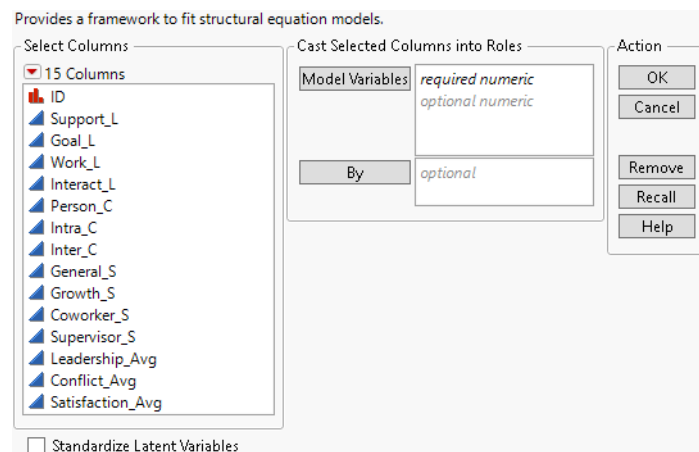 Provides a framework to fit structural equation models.
Select Columns
15 Columns
ID
Support_L
Goal_L
Work_L
Interact_L
Person_C
Intra_C
Inter_C
General_S
Growth_S
Coworker_S
Supervisor_S
Leadership_Avg
Conflict_Avg
Satisfaction_Avg
Standardize Latent Variables
Cast Selected Columns into Roles
Model Variables
required numeric
optional numeric
By
optional
Action
OK
Cancel
Remove
Recall
Help